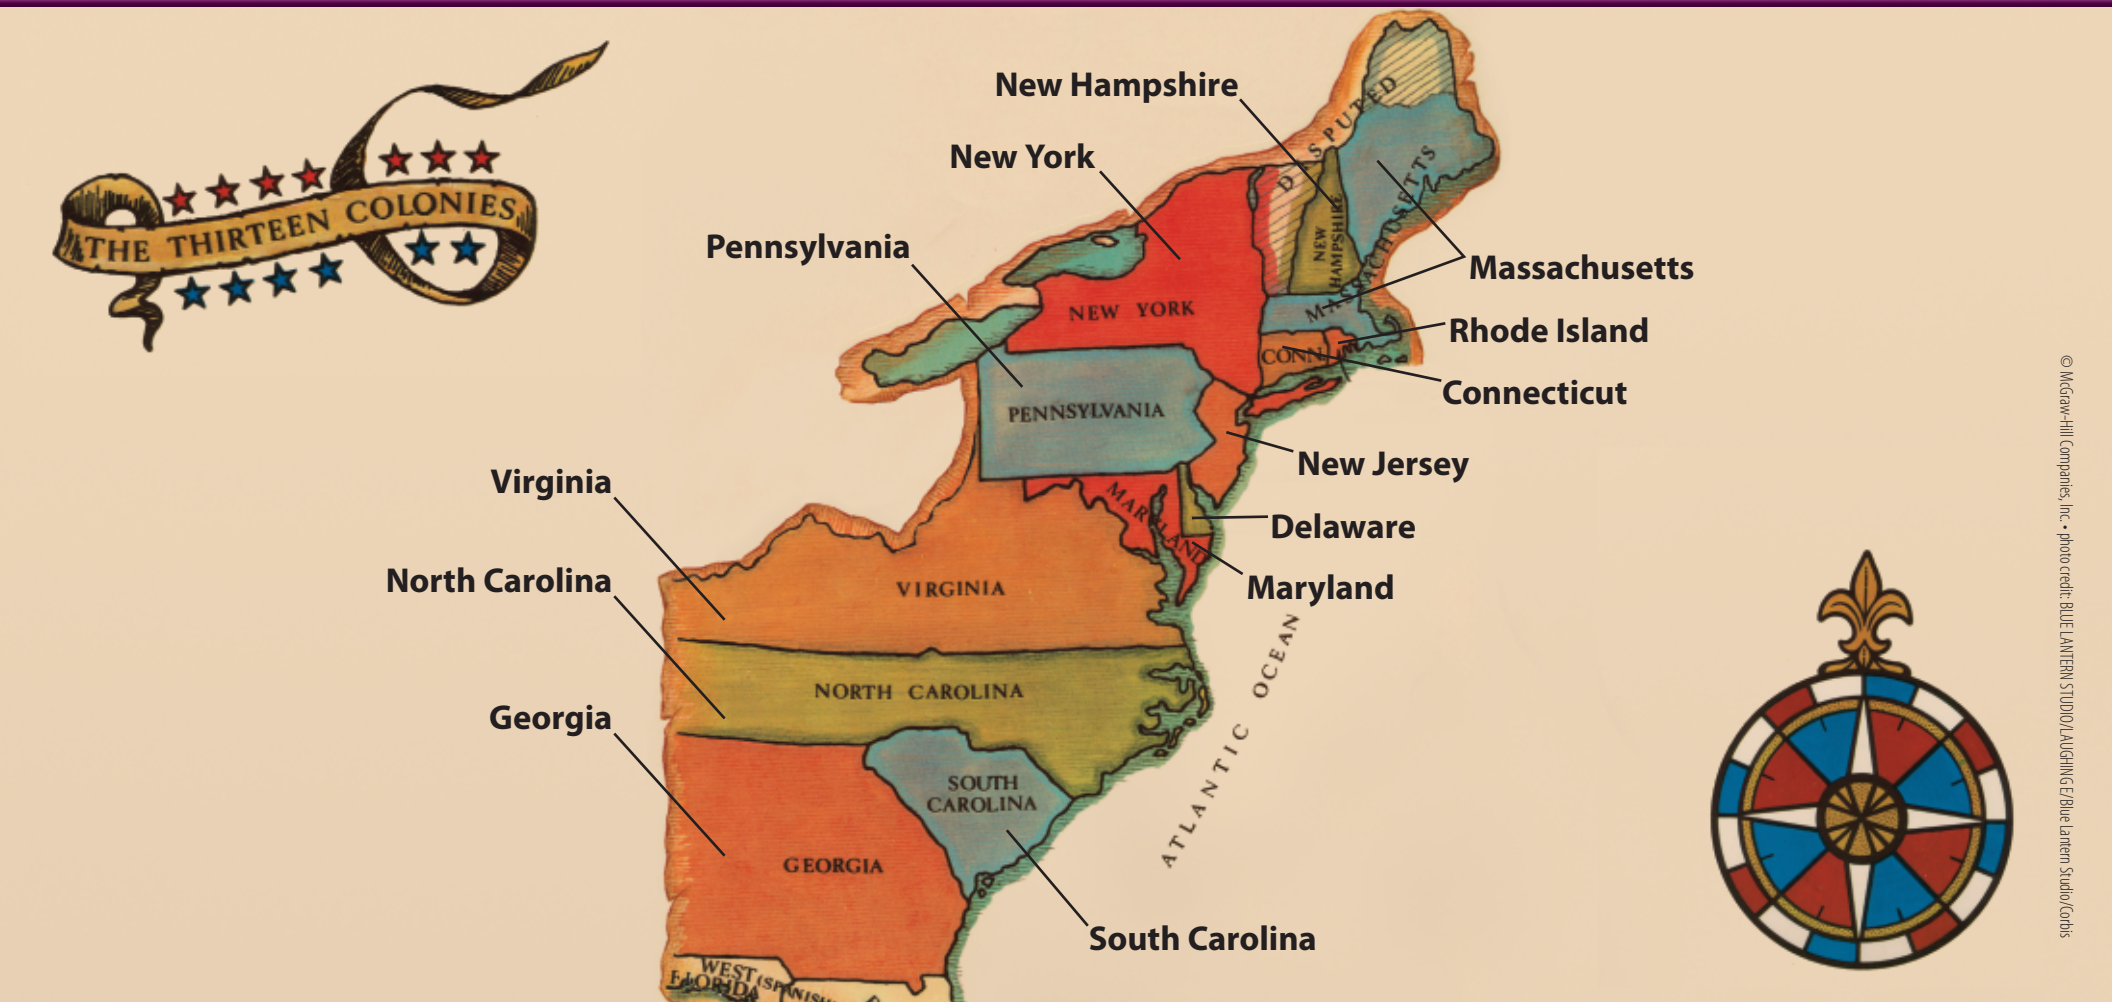 THE THIRTEEN COLONIES
New Hampshire
New York
Pennsylvania
Virginia
North Carolina
Georgia
Massachusetts
Rhode Island
Connecticut
New Jersey
Delaware
Maryland
South Carolina
DISPUTED
NEW
HAMPSHIRE
MASSACHUSETTS
NEW YORK
CONN.
PENNSYLVANIA
MARYLAND
VIRGINIA
NORTH CAROLINA
SOUTH
CAROLINA
GEORGIA
WEST (SPANISH
FLORIDA
ATLANTIC OCEAN
© McGraw-Hill Companies, Inc. • photo credit: BLUE LANTERN STUDIO/LAUGHING E/Blue Lantern Studio/Corbis